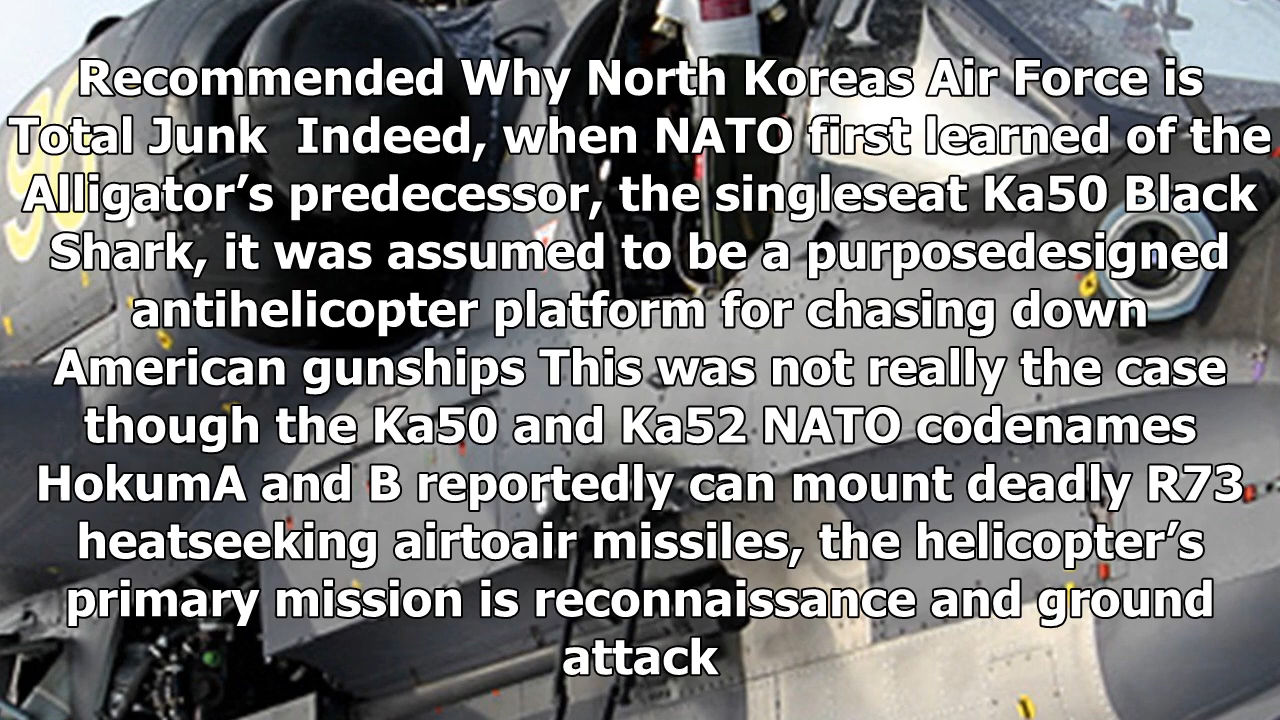 Recommended Why North Koreas Air Force is
Total Junk  Indeed, when NATO first learned of the
Alligator’s predecessor, the singleseat Ka50 Black
Shark, it was assumed to be a purposedesigned
antihelicopter platform for chasing down
American gunships This was not really the case
though the Ka50 and Ka52 NATO codenames
HokumA and B reportedly can mount deadly R73
heatseeking airtoair missiles, the helicopter’s
primary mission is reconnaissance and ground
attack